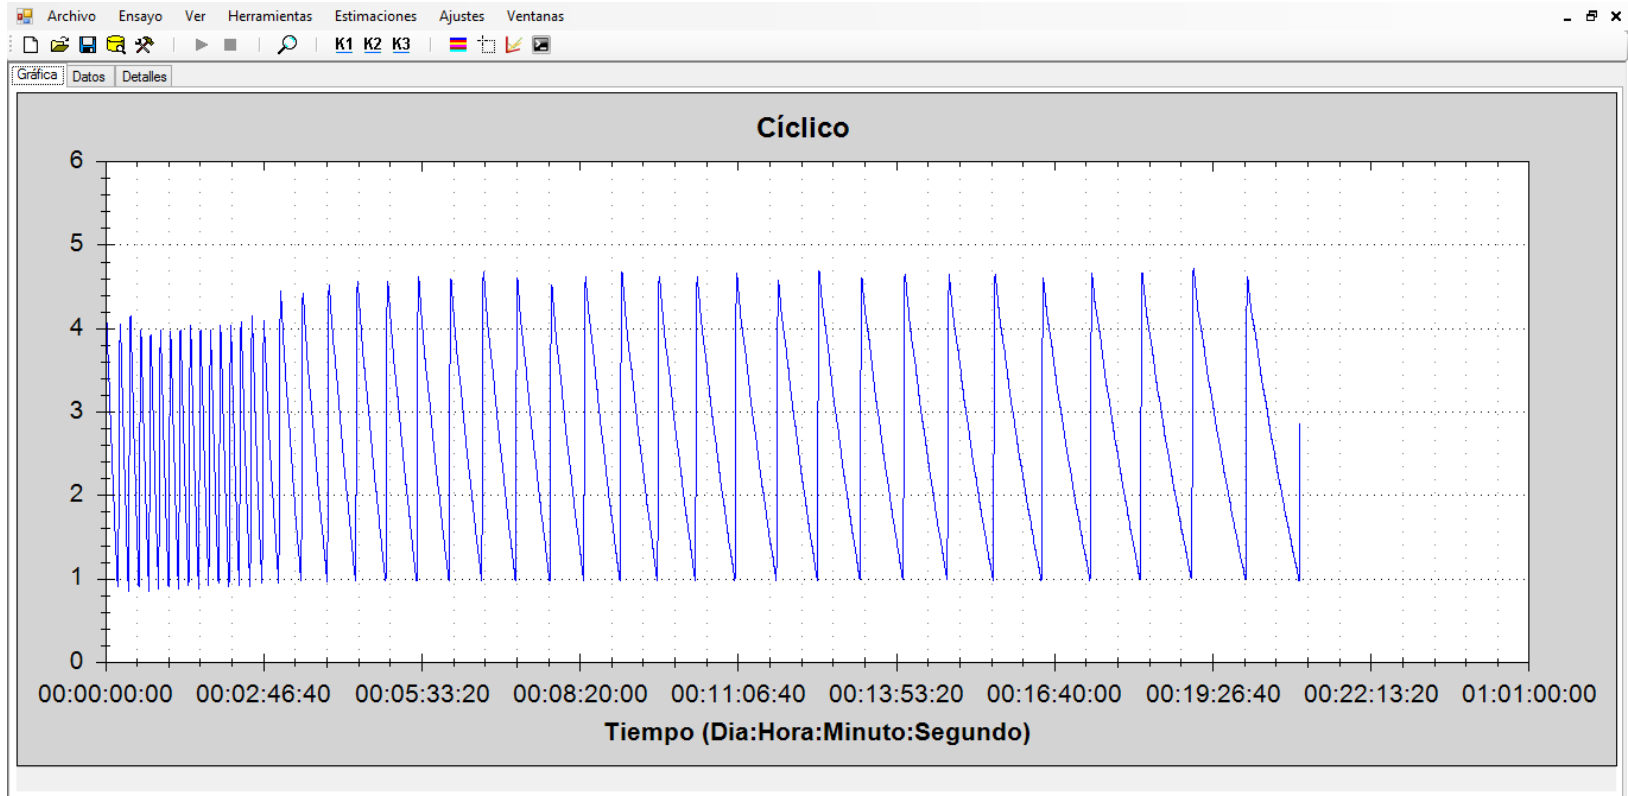 Archivo Ensayo Ver Herramientas Estimaciones Ajustes Ventanas
K1 K2 K3
Gráfica Datos Detalles
Cíclico
6
5
4
3
2
1
0
00:00:00:00 00:02:46:40 00:05:33:20 00:08:20:00 00:11:06:40 00:13:53:20 00:16:40:00 00:19:26:40 00:22:13:20 01:01:00:00
Tiempo (Dia:Hora:Minuto:Segundo)